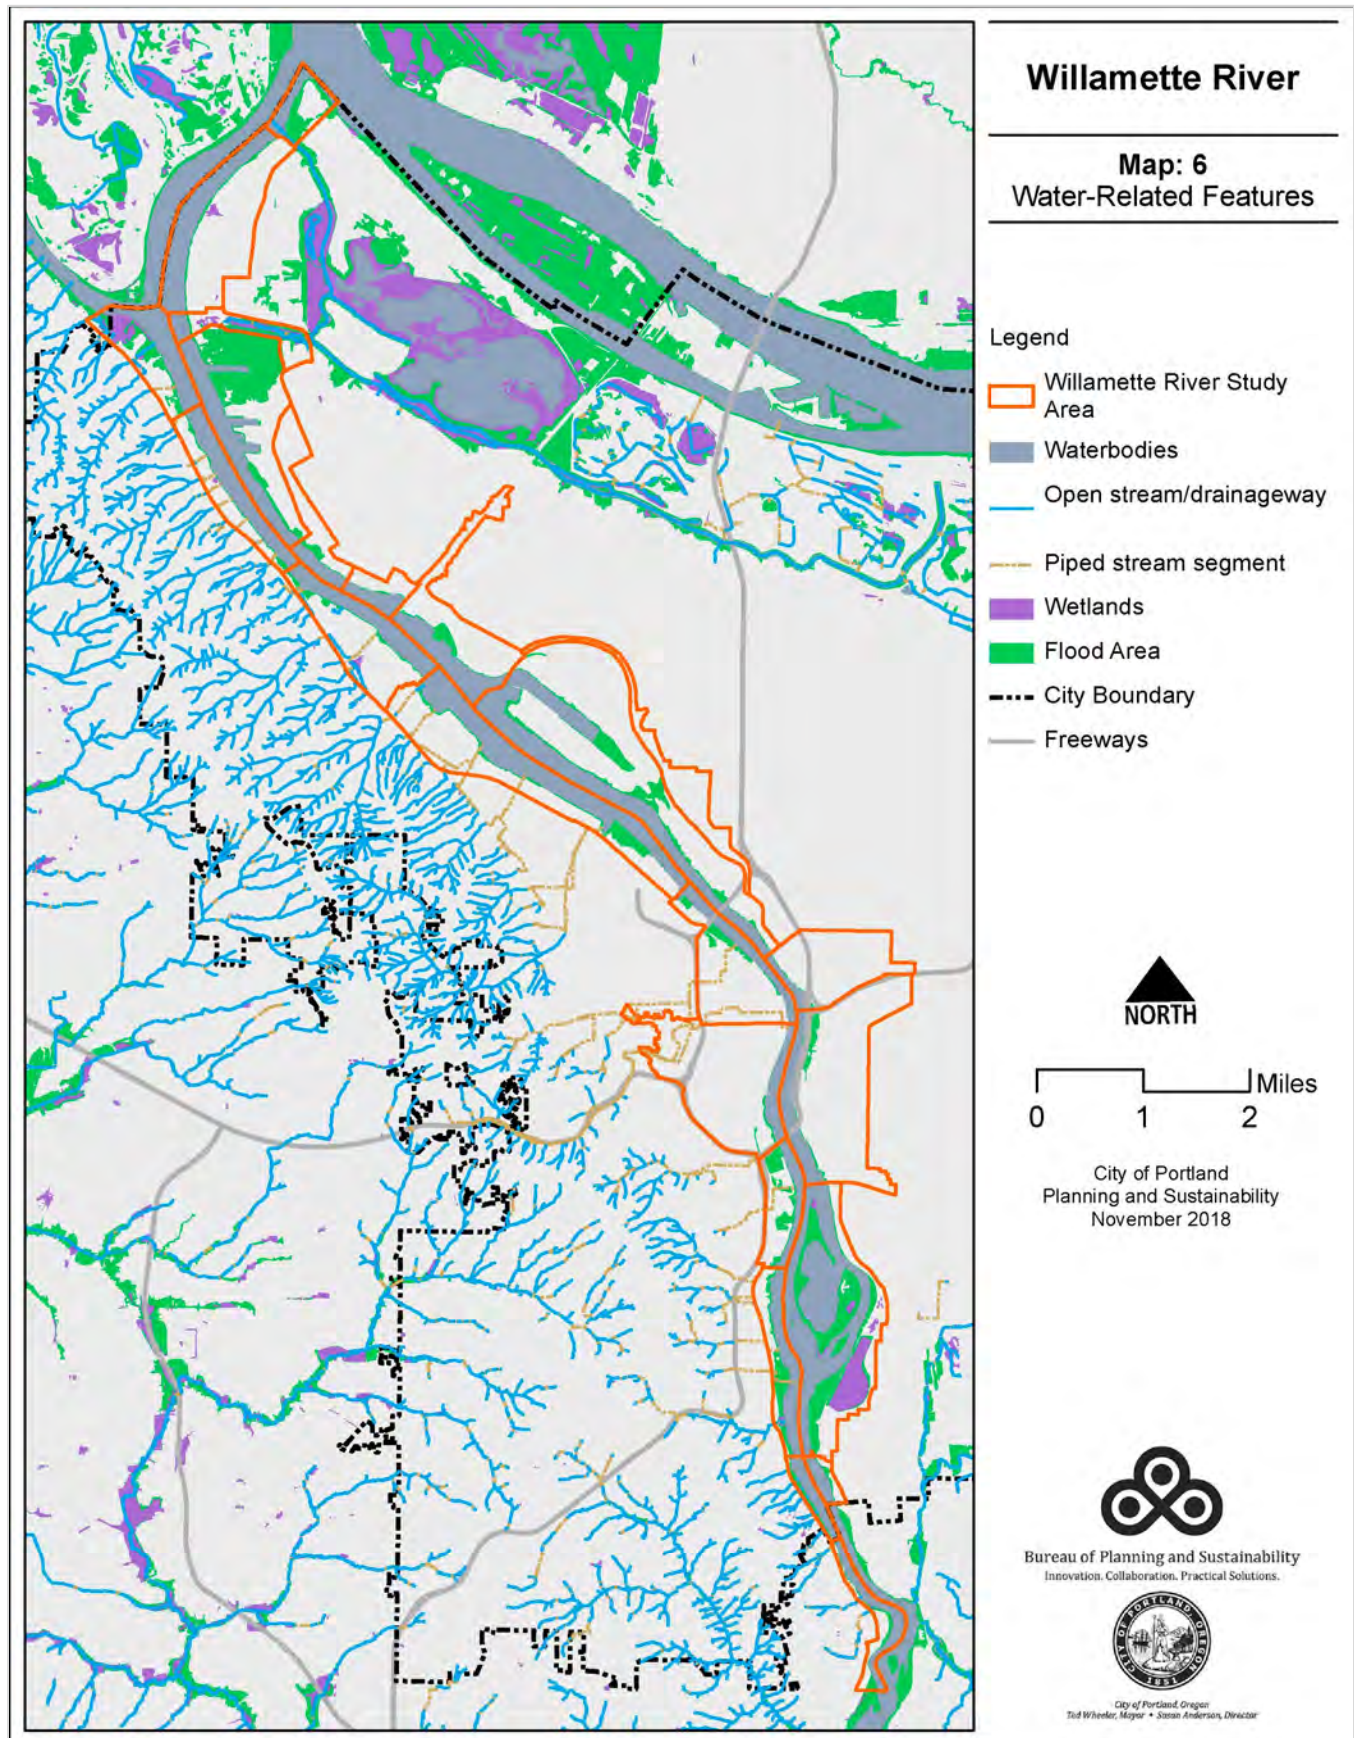 Willamette River
Map: 6
Water-Related Features
Legend
Willamette River Study
Area
Waterbodies
Open stream/drainageway
Piped stream segment
Wetlands
Flood Area
City Boundary
Freeways
NORTH
Miles
0 1 2
City of Portland
Planning and Sustainability
November 2018
Bureau of Planning and Sustainability
Innovation. Collaboration. Practical Solutions.
CITY OF PORTLAND, OREGON
1851
City of Portland, Oregon
Ted Wheeler, Mayor • Susan Anderson, Director